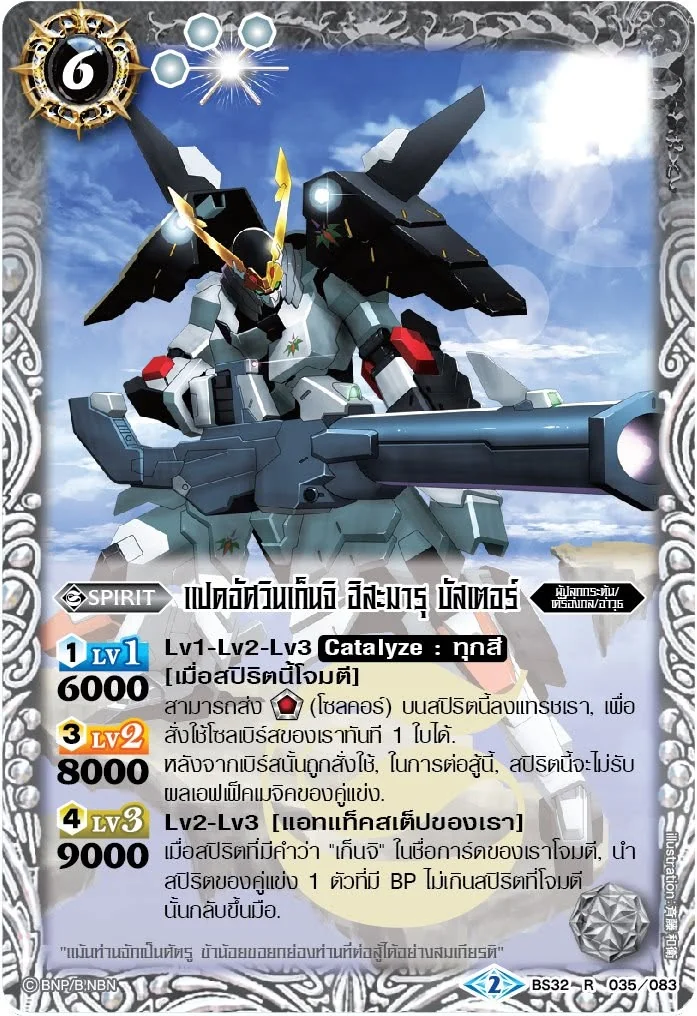 6
SPIRIT
แปดอัศวินเก็นจิ ฮิสะมารุ บัสเตอร์
ผู้ปลุกกระตุ้น/
เครื่องกล/อาวุธ
1 LV1
6000
3 LV2
8000
4 LV3
9000
Lv1-Lv2-Lv3 Catalyze : ทุกสี
[เมื่อสปิริตนี้โจมตี]
สามารถส่ง (โซลคอร์) บนสปิริตนี้ลงแทรชเรา, เพื่อ
สั่งใช้โซลเบิร์สของเราทันที 1 ใบได้.
หลังจากเบิร์สนั้นถูกสั่งใช้, ในการต่อสู้นี้, สปิริตนี้จะไม่รับ
ผลเอฟเฟ็คเมจิคของคู่แข่ง.
Lv2-Lv3 [แอทแท็คสเต็ปของเรา]
เมื่อสปิริตที่มีคำว่า "เก็นจิ" ในชื่อการ์ดของเราโจมตี, นำ
สปิริตของคู่แข่ง 1 ตัวที่มี BP ไม่เกินสปิริตที่โจมตี
นั้นกลับขึ้นมือ.
"แม้นท่านจักเป็นศัตรู ข้าน้อยขอยกย่องท่านที่ต่อสู้ได้อย่างสมเกียรติ"
illustration:斉藤和衛
©BNP/B,NBN
2
BS32 R 035/083